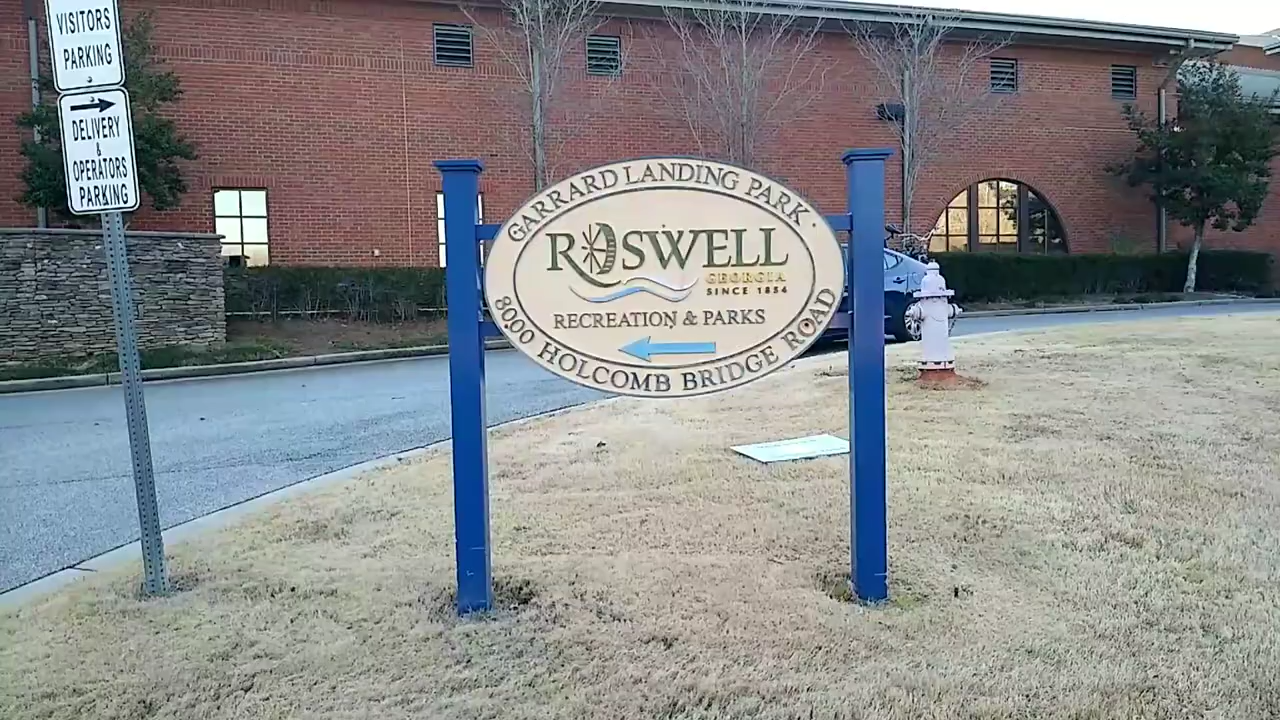 VISITORS
PARKING
DELIVERY
&
OPERATORS
PARKING
GARRARD LANDING PARK
ROSWELL
GEORGIA
SINCE 1854
RECREATION & PARKS
8000 HOLCOMB BRIDGE ROAD